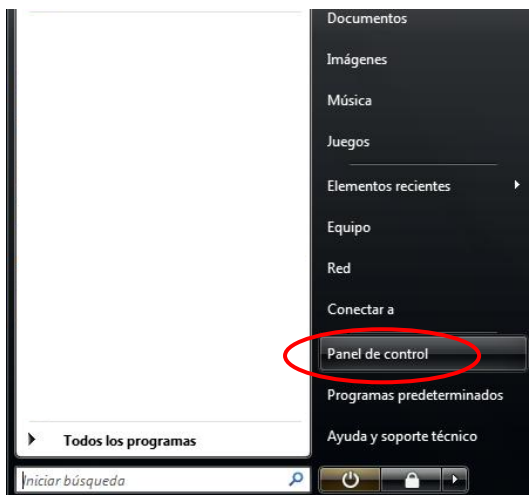 Documentos
Imágenes
Música
Juegos
Elementos recientes
Equipo
Red
Conectar a
Panel de control
Programas predeterminados
Ayuda y soporte técnico
Todos los programas
Iniciar búsqueda